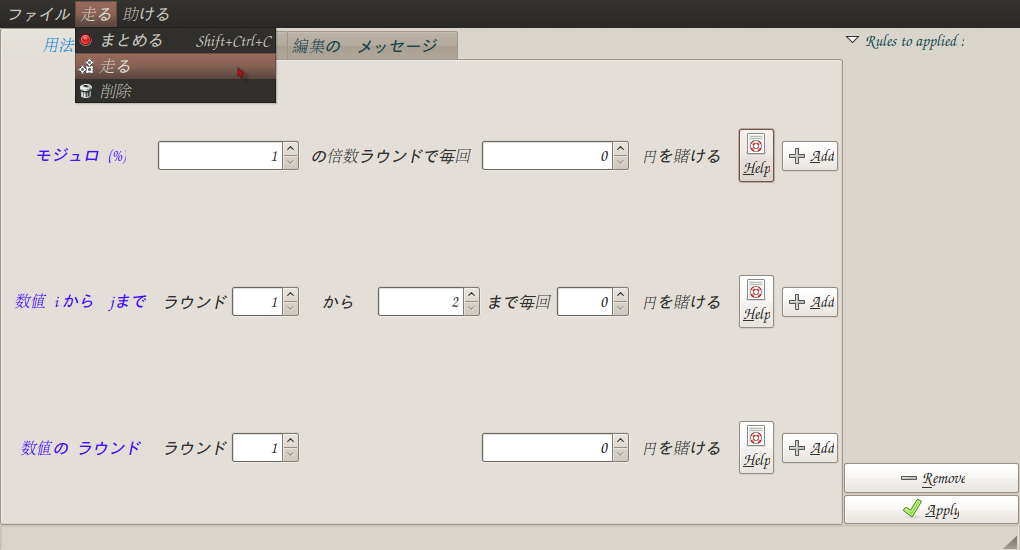 ファイル 走る 助ける
まとめる Shift+Ctrl+C
走る
削除
用法
編集の メッセージ
Rules to applied :
モジュロ (%) 1 の倍数ラウンドで毎回 0 円を賭ける Help Add
数値 i から jまで ラウンド 1 から 2 まで毎回 0 円を賭ける Help Add
数値の ラウンド ラウンド 1 0 円を賭ける Help Add
Remove
Apply